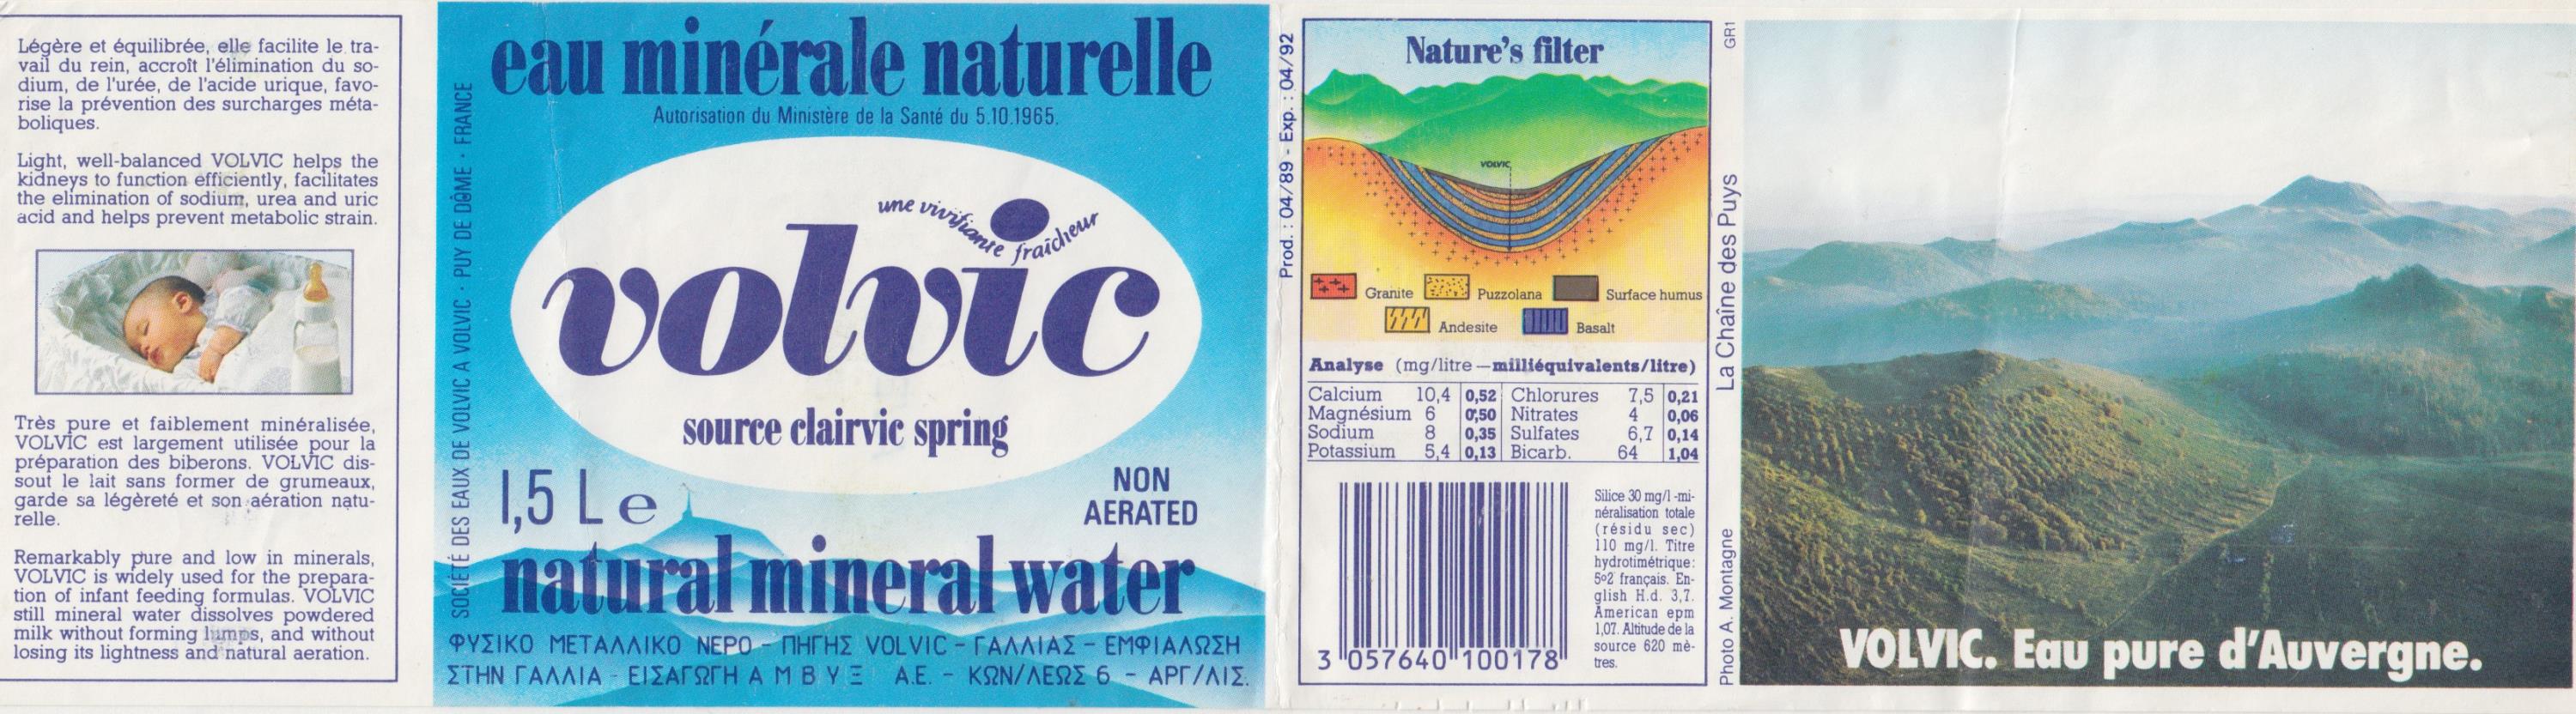 Légère et équilibrée, elle facilite le tra-
vail du rein, accroît l'élimination du so-
dium, de l'urée, de l'acide urique, favo-
rise la prévention des surcharges méta-
boliques.
Light, well-balanced VOLVIC helps the
kidneys to function efficiently, facilitates
the elimination of sodium, urea and uric
acid and helps prevent metabolic strain.
Très pure et faiblement minéralisée,
VOLVIC est largement utilisée pour la
préparation des biberons. VOLVIC dis-
sout le lait sans former de grumeaux,
garde sa légèreté et son aération natu-
relle.
Remarkably pure and low in minerals,
VOLVIC is widely used for the prepara-
tion of infant feeding formulas. VOLVIC
still mineral water dissolves powdered
milk without forming lumps, and without
losing its lightness and natural aeration.
SOCIÉTÉ DES EAUX DE VOLVIC A VOLVIC · PUY DE DÔME · FRANCE
eau minérale naturelle
Autorisation du Ministère de la Santé du 5.10.1965.
une vivifiante fraîcheur
volvic
source clairvic spring
1,5 L e
NON
AERATED
natural mineral water
ΦΥΣΙΚΟ ΜΕΤΑΛΛΙΚΟ ΝΕΡΟ – ΠΗΓΗΣ VOLVIC – ΓΑΛΛΙΑΣ – ΕΜΦΙΑΛΩΣΗ
ΣΤΗΝ ΓΑΛΛΙΑ - ΕΙΣΑΓΩΓΗ Α Μ Β Υ Ξ Α.Ε. – ΚΩΝ/ΛΕΩΣ 6 – ΑΡΓ/ΛΙΣ.
Prod. : 04/89 - Exp. : 04/92
Nature's filter
VOLVIC
Granite Puzzolana Surface humus
Andesite Basalt
Analyse (mg/litre – milliéquivalents/litre)
Calcium 10,4 0,52 Chlorures 7,5 0,21
Magnésium 6 0,50 Nitrates 4 0,06
Sodium 8 0,35 Sulfates 6,7 0,14
Potassium 5,4 0,13 Bicarb. 64 1,04
3 057640 100178
Silice 30 mg/l -mi-
néralisation totale
(résidu sec)
110 mg/l. Titre
hydrotimétrique:
5º2 français. En-
glish H.d. 3,7.
American epm
1,07. Altitude de la
source 620 mè-
tres.
GR1
La Chaîne des Puys
Photo A. Montagne
VOLVIC. Eau pure d'Auvergne.